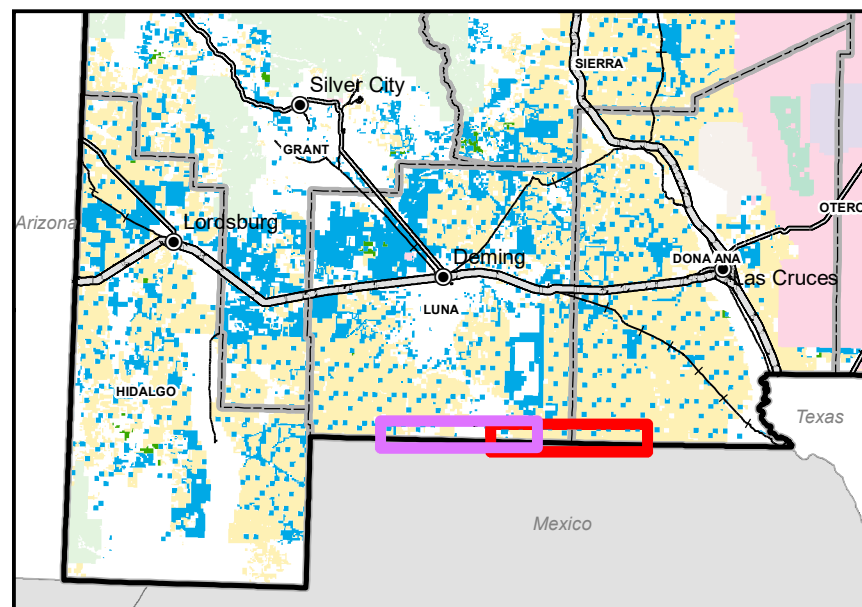 SIERRA
Silver City
GRANT
Arizona
OTERO
Lordsburg
Deming
DONA ANA
Las Cruces
LUNA
HIDALGO
Texas
Mexico